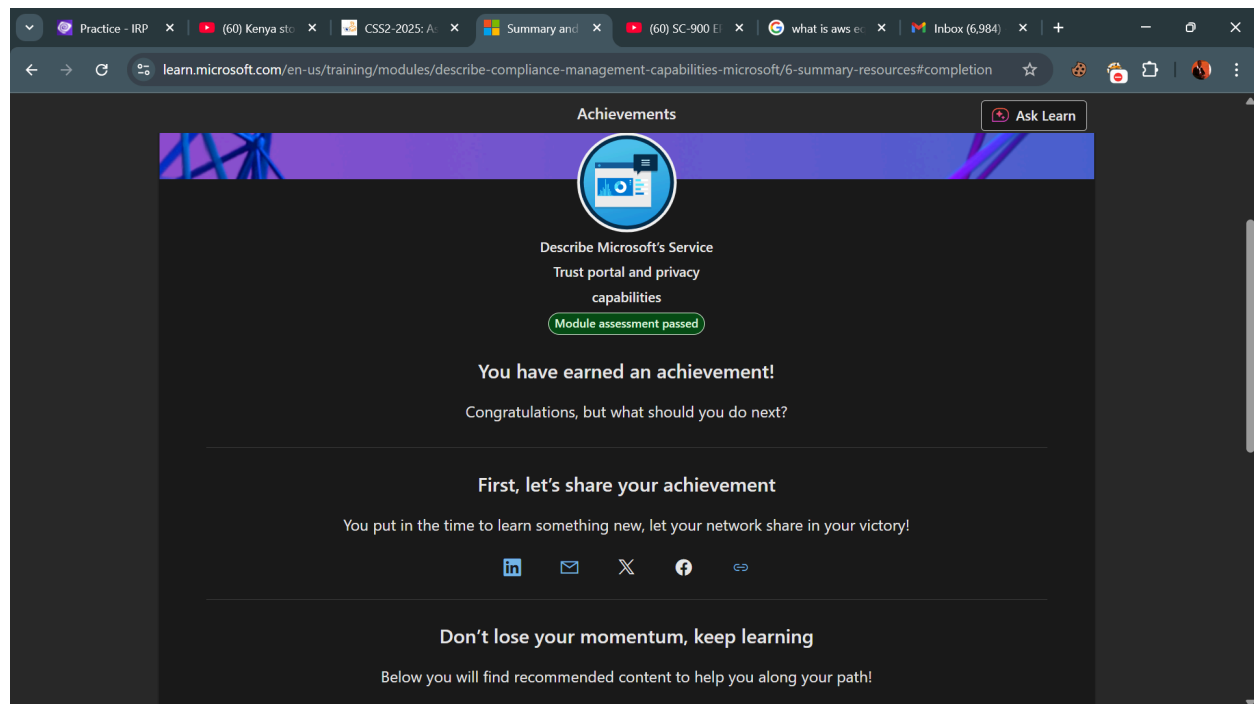 Practice - IRP
(60) Kenya sto
CSS2-2025: As
Summary and
(60) SC-900 El
what is aws ec
Inbox (6,984)
learn.microsoft.com/en-us/training/modules/describe-compliance-management-capabilities-microsoft/6-summary-resources#completion
Achievements
Ask Learn
Describe Microsoft's Service
Trust portal and privacy
capabilities
Module assessment passed
You have earned an achievement!
Congratulations, but what should you do next?
First, let's share your achievement
You put in the time to learn something new, let your network share in your victory!
Don't lose your momentum, keep learning
Below you will find recommended content to help you along your path!